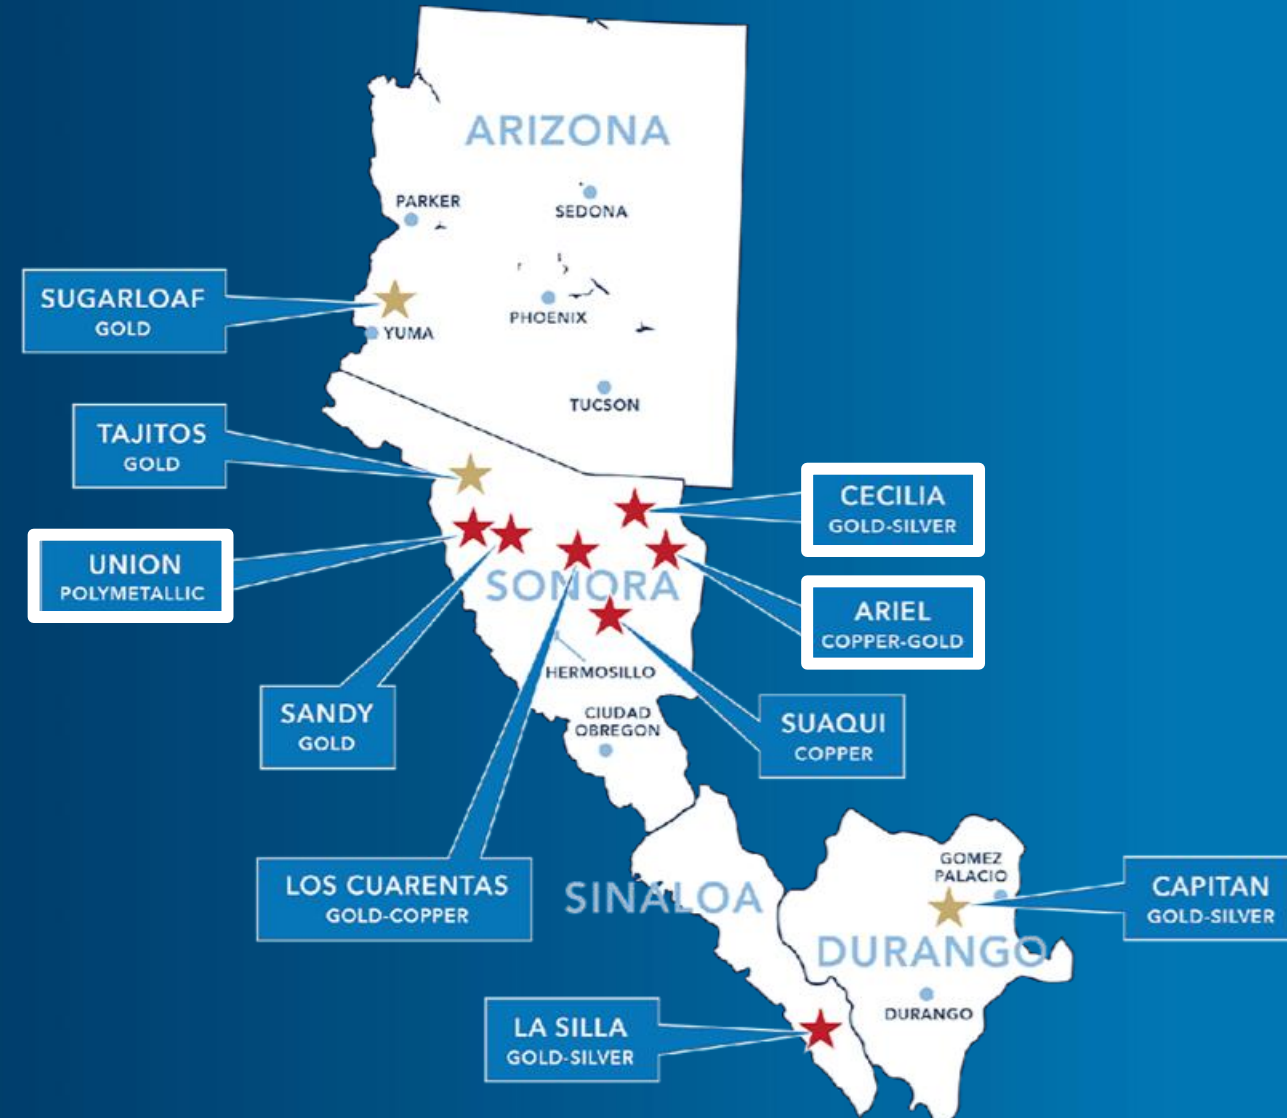 ARIZONA
PARKER
SEDONA
SUGARLOAF
GOLD
PHOENIX
YUMA
TUCSON
TAJITOS
GOLD
CECILIA
GOLD-SILVER
UNION
POLYMETALLIC
SONORA
ARIEL
COPPER-GOLD
HERMOSILLO
SANDY
GOLD
CIUDAD
OBREGON
SUAQUI
COPPER
LOS CUARENTAS
GOLD-COPPER
SINALOA
GOMEZ
PALACIO
CAPITAN
GOLD-SILVER
DURANGO
DURANGO
LA SILLA
GOLD-SILVER